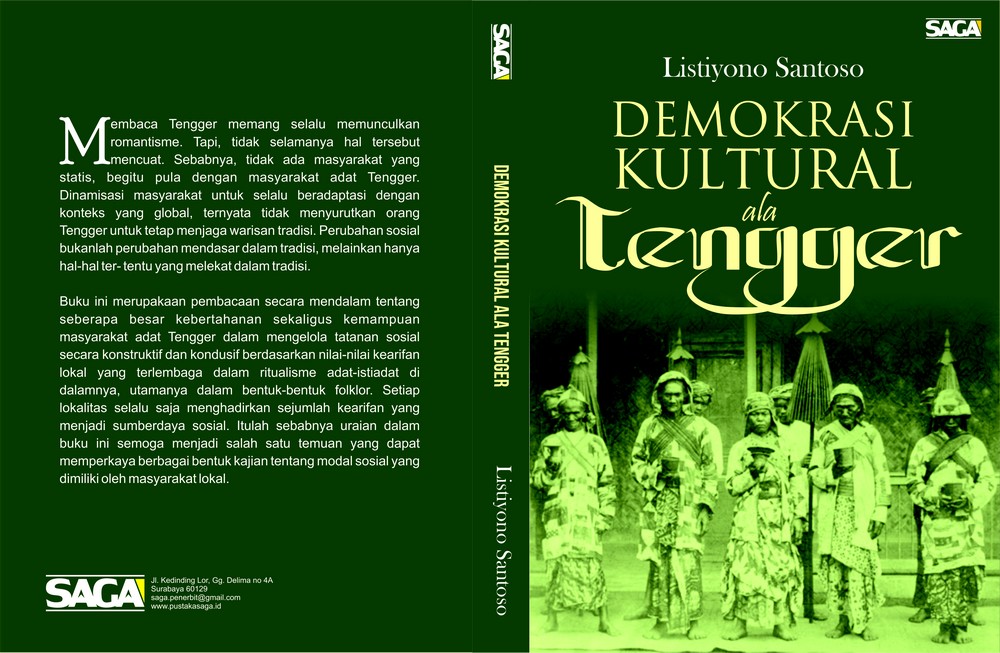 Membaca Tengger memang selalu memunculkan
romantisme. Tapi, tidak selamanya hal tersebut
mencuat. Sebabnya, tidak ada masyarakat yang
statis, begitu pula dengan masyarakat adat Tengger.
Dinamisasi masyarakat untuk selalu beradaptasi dengan
konteks yang global, ternyata tidak menyurutkan orang
Tengger untuk tetap menjaga warisan tradisi. Perubahan sosial
bukanlah perubahan mendasar dalam tradisi, melainkan hanya
hal-hal ter- tentu yang melekat dalam tradisi.
Buku ini merupakaan pembacaan secara mendalam tentang
seberapa besar kebertahanan sekaligus kemampuan
masyarakat adat Tengger dalam mengelola tatanan sosial
secara konstruktif dan kondusif berdasarkan nilai-nilai kearifan
lokal yang terlembaga dalam ritualisme adat-istiadat di
dalamnya, utamanya dalam bentuk-bentuk folklor. Setiap
lokalitas selalu saja menghadirkan sejumlah kearifan yang
menjadi sumberdaya sosial. Itulah sebabnya uraian dalam
buku ini semoga menjadi salah satu temuan yang dapat
memperkaya berbagai bentuk kajian tentang modal sosial yang
dimiliki oleh masyarakat lokal.
SAGA
Jl. Kedinding Lor, Gg. Delima no 4A
Surabaya 60129
saga.penerbit@gmail.com
www.pustakasaga.id
SAGA
DEMOKRASI KULTURAL ALA TENGGER
Listiyono Santoso
SAGA
Listiyono Santoso
DEMOKRASI
KULTURAL
ala
Tengger